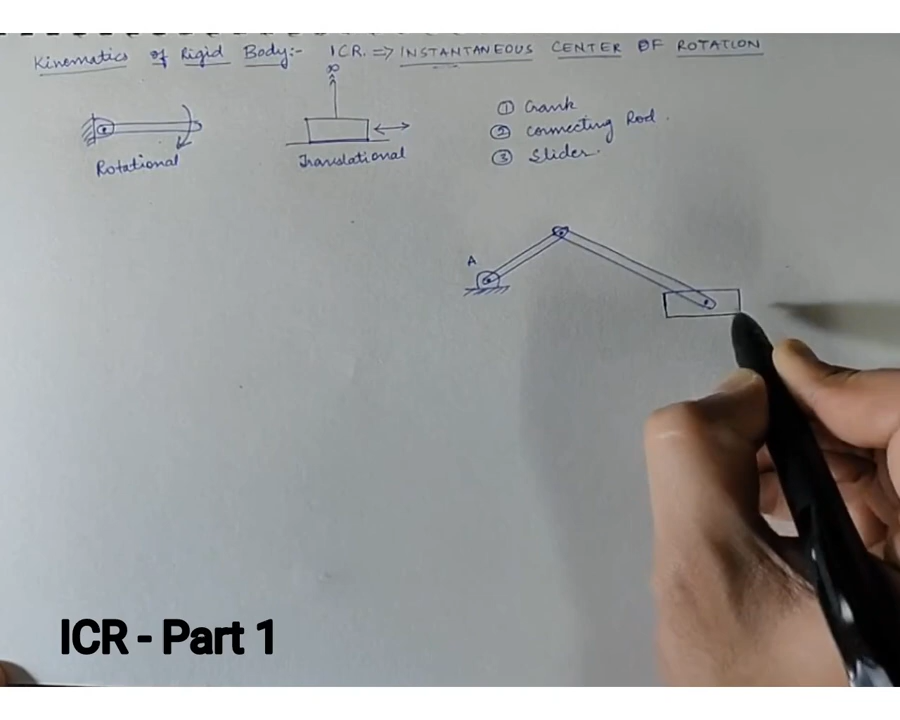 Kinematics of Rigid Body:- ICR. => INSTANTANEOUS CENTER OF ROTATION
∞
Rotational
Translational
① Crank
② Connecting Rod.
③ Slider.
A
ICR - Part 1